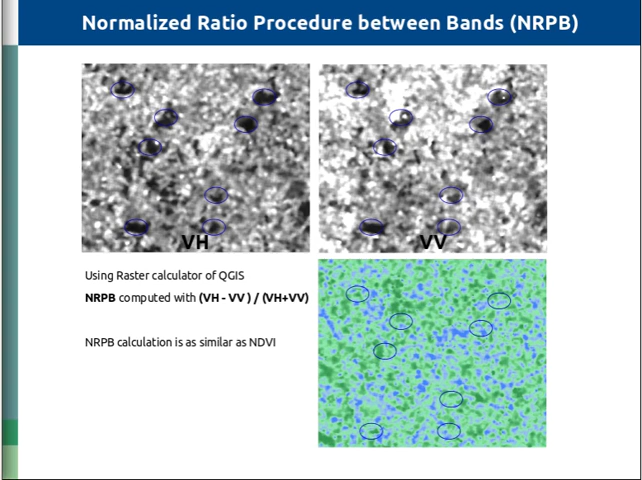 Normalized Ratio Procedure between Bands (NRPB)
VH
VV
Using Raster calculator of QGIS
NRPB computed with (VH - VV ) / (VH+VV)
NRPB calculation is as similar as NDVI